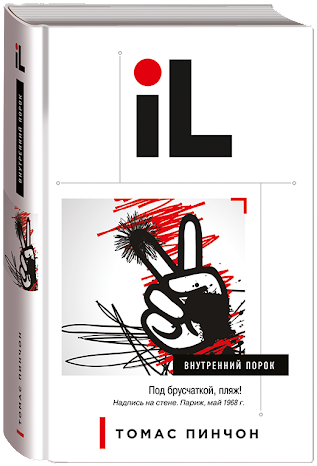 iL
ВНУТРЕННИЙ ПОРОК
ТОМАС ПИНЧОН
iL
ВНУТРЕННИЙ ПОРОК
Под брусчаткой, пляж!
Надпись на стене. Париж, май 1968 г.
ТОМАС ПИНЧОН